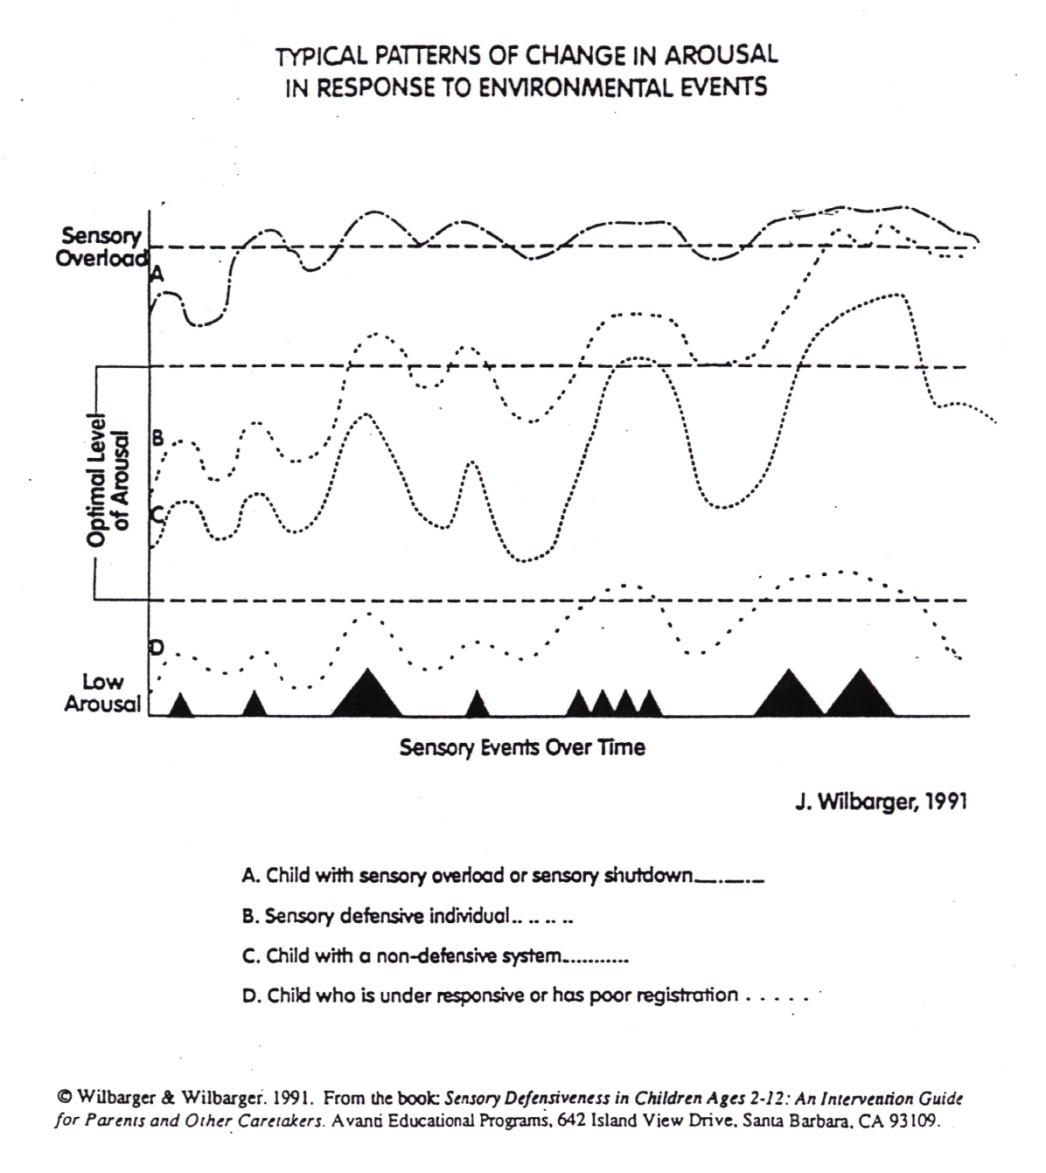 TYPICAL PATTERNS OF CHANGE IN AROUSAL
IN RESPONSE TO ENVIRONMENTAL EVENTS
Sensory
Overload
A
Optimal Level
of Arousal
B
C
D
Low
Arousal
Sensory Events Over Time
J. Wilbarger, 1991
A. Child with sensory overload or sensory shutdown
B. Sensory defensive individual
C. Child with a non-defensive system
D. Child who is under responsive or has poor registration
© Wilbarger & Wilbarger. 1991. From the book: Sensory Defensiveness in Children Ages 2-12: An Intervention Guide
for Parents and Other Caretakers. Avanti Educational Programs, 642 Island View Drive, Santa Barbara, CA 93109.